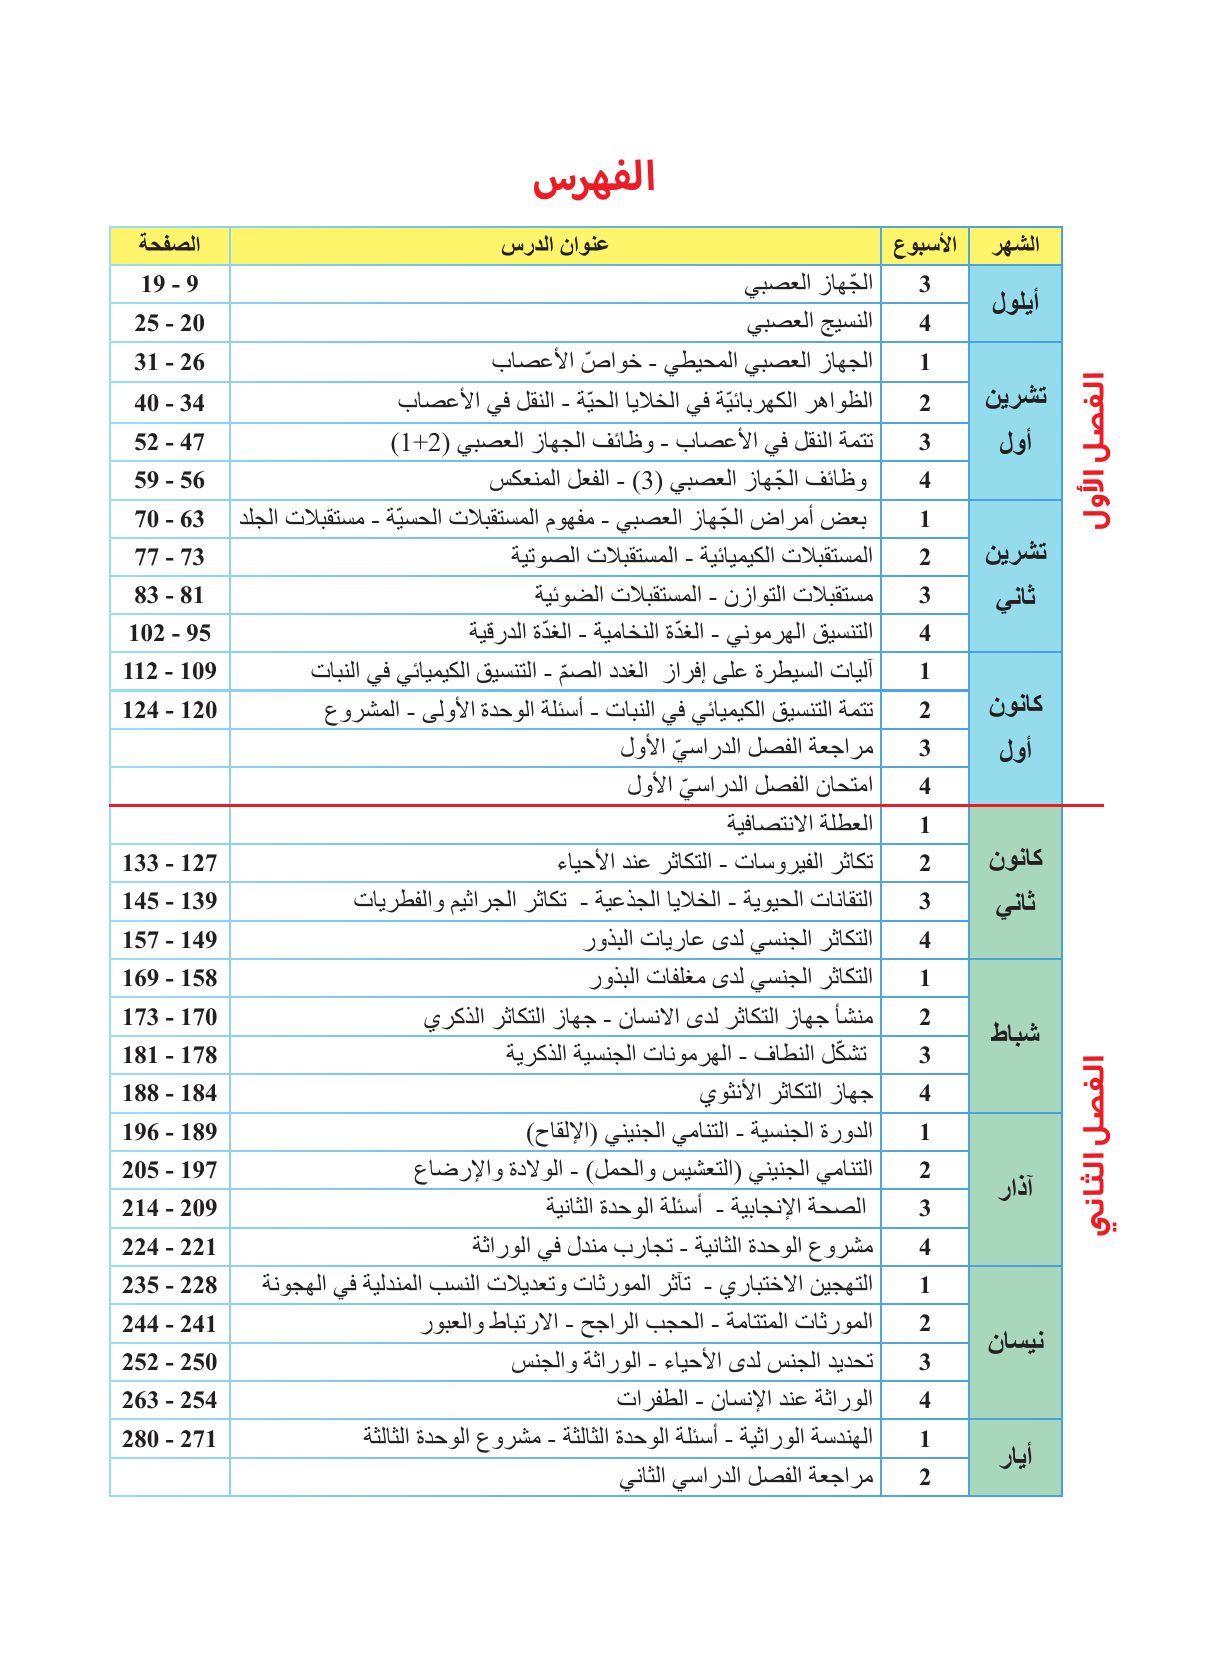 الفهرس
الشهر الأسبوع عنوان الدرس الصفحة
الفصل الأول
أيلول
3 الجّهاز العصبي 9 - 19
4 النسيج العصبي 20 - 25
تشرين أول
1 الجهاز العصبي المحيطي - خواصّ الأعصاب 26 - 31
2 الظواهر الكهربائيّة في الخلايا الحيّة - النقل في الأعصاب 34 - 40
3 تتمة النقل في الأعصاب - وظائف الجهاز العصبي (2+1) 47 - 52
4 وظائف الجّهاز العصبي (3) - الفعل المنعكس 56 - 59
تشرين ثاني
1 بعض أمراض الجّهاز العصبي - مفهوم المستقبلات الحسيّة - مستقبلات الجلد 63 - 70
2 المستقبلات الكيميائية - المستقبلات الصوتية 73 - 77
3 مستقبلات التوازن - المستقبلات الضوئية 81 - 83
4 التنسيق الهرموني - الغدّة النخامية - الغدّة الدرقية 95 - 102
كانون أول
1 آليات السيطرة على إفراز الغدد الصمّ - التنسيق الكيميائي في النبات 109 - 112
2 تتمة التنسيق الكيميائي في النبات - أسئلة الوحدة الأولى - المشروع 120 - 124
3 مراجعة الفصل الدراسيّ الأول
4 امتحان الفصل الدراسيّ الأول
الفصل الثاني
كانون ثاني
1 العطلة الانتصافية
2 تكاثر الفيروسات - التكاثر عند الأحياء 127 - 133
3 التقانات الحيوية - الخلايا الجذعية - تكاثر الجراثيم والفطريات 139 - 145
4 التكاثر الجنسي لدى عاريات البذور 149 - 157
شباط
1 التكاثر الجنسي لدى مغلفات البذور 158 - 169
2 منشأ جهاز التكاثر لدى الانسان - جهاز التكاثر الذكري 170 - 173
3 تشكّل النطاف - الهرمونات الجنسية الذكرية 178 - 181
4 جهاز التكاثر الأنثوي 184 - 188
آذار
1 الدورة الجنسية - التنامي الجنيني (الإلقاح) 189 - 196
2 التنامي الجنيني (التعشيس والحمل) - الولادة والإرضاع 197 - 205
3 الصحة الإنجابية - أسئلة الوحدة الثانية 209 - 214
4 مشروع الوحدة الثانية - تجارب مندل في الوراثة 221 - 224
نيسان
1 التهجين الاختباري - تآثر المورثات وتعديلات النسب المندلية في الهجونة 228 - 235
2 المورثات المتتامة - الحجب الراجح - الارتباط والعبور 241 - 244
3 تحديد الجنس لدى الأحياء - الوراثة والجنس 250 - 252
4 الوراثة عند الإنسان - الطفرات 254 - 263
أيار
1 الهندسة الوراثية - أسئلة الوحدة الثالثة - مشروع الوحدة الثالثة 271 - 280
2 مراجعة الفصل الدراسي الثاني